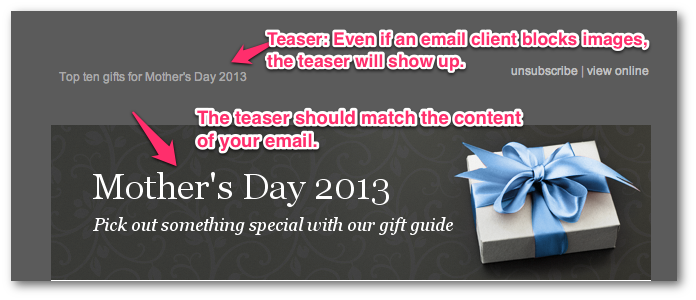 Teaser: Even if an email client blocks images,
the teaser will show up.
Top ten gifts for Mother's Day 2013
unsubscribe | view online
The teaser should match the content
of your email.
Mother's Day 2013
Pick out something special with our gift guide